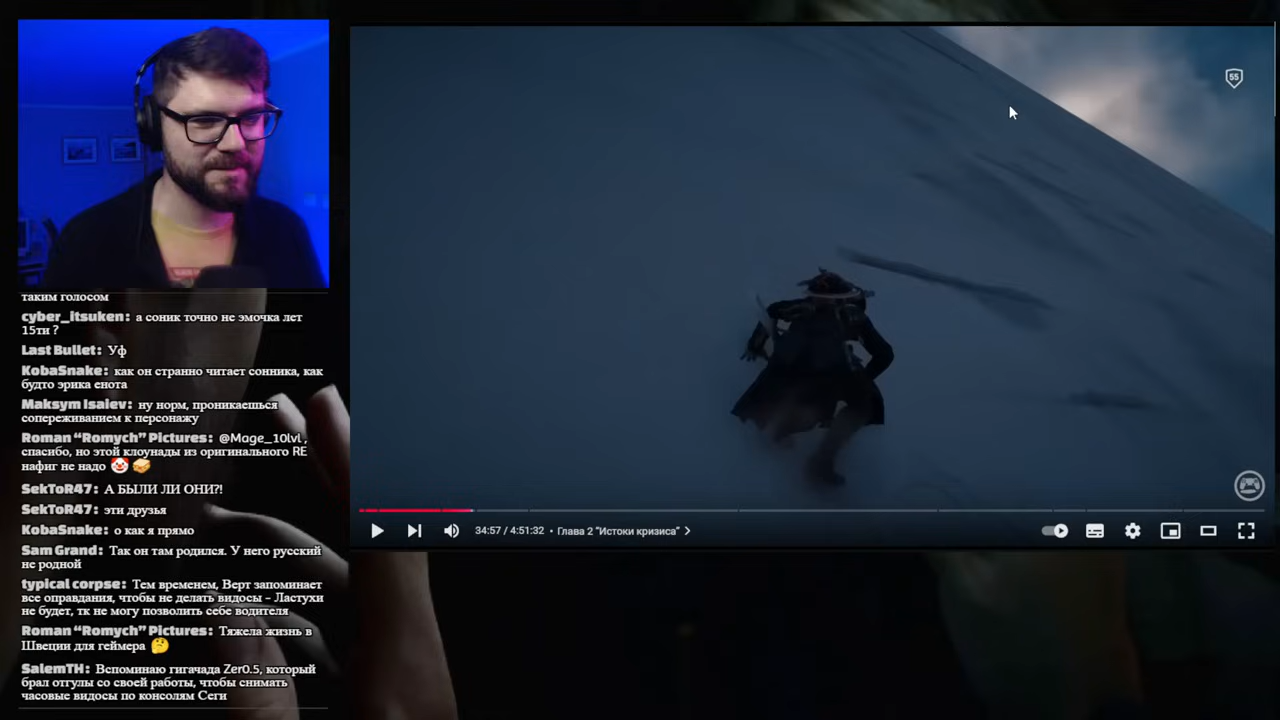 таким голосом
cyber_itsuken: а соник точно не эмочка лет
15ти ?
Last Bullet: Уф
KobaSnake: как он странно читает сонника, как
будто эрика енота
Maksym Isaiev: ну норм, проникаешься
сопереживанием к персонажу
Roman “Romych” Pictures: @Mage_10lvl ,
спасибо, но этой клоунады из оригинального RE
нафиг не надо 🤡 🥪
SekToR47: А БЫЛИ ЛИ ОНИ?!
SekToR47: эти друзья
KobaSnake: о как я прямо
Sam Grand: Так он там родился. У него русский
не родной
typical corpse: Тем временем, Верт запоминает
все оправдания, чтобы не делать видосы - Ластухи
не будет, тк не могу позволить себе водителя
Roman “Romych” Pictures: Тяжела жизнь в
Швеции для геймера 🤔
SalemTH: Вспоминаю гигачада Zer0.5, который
брал отгулы со своей работы, чтобы снимать
часовые видосы по консолям Сеги
55
34:57 / 4:51:32 • Глава 2 “Истоки кризиса” >